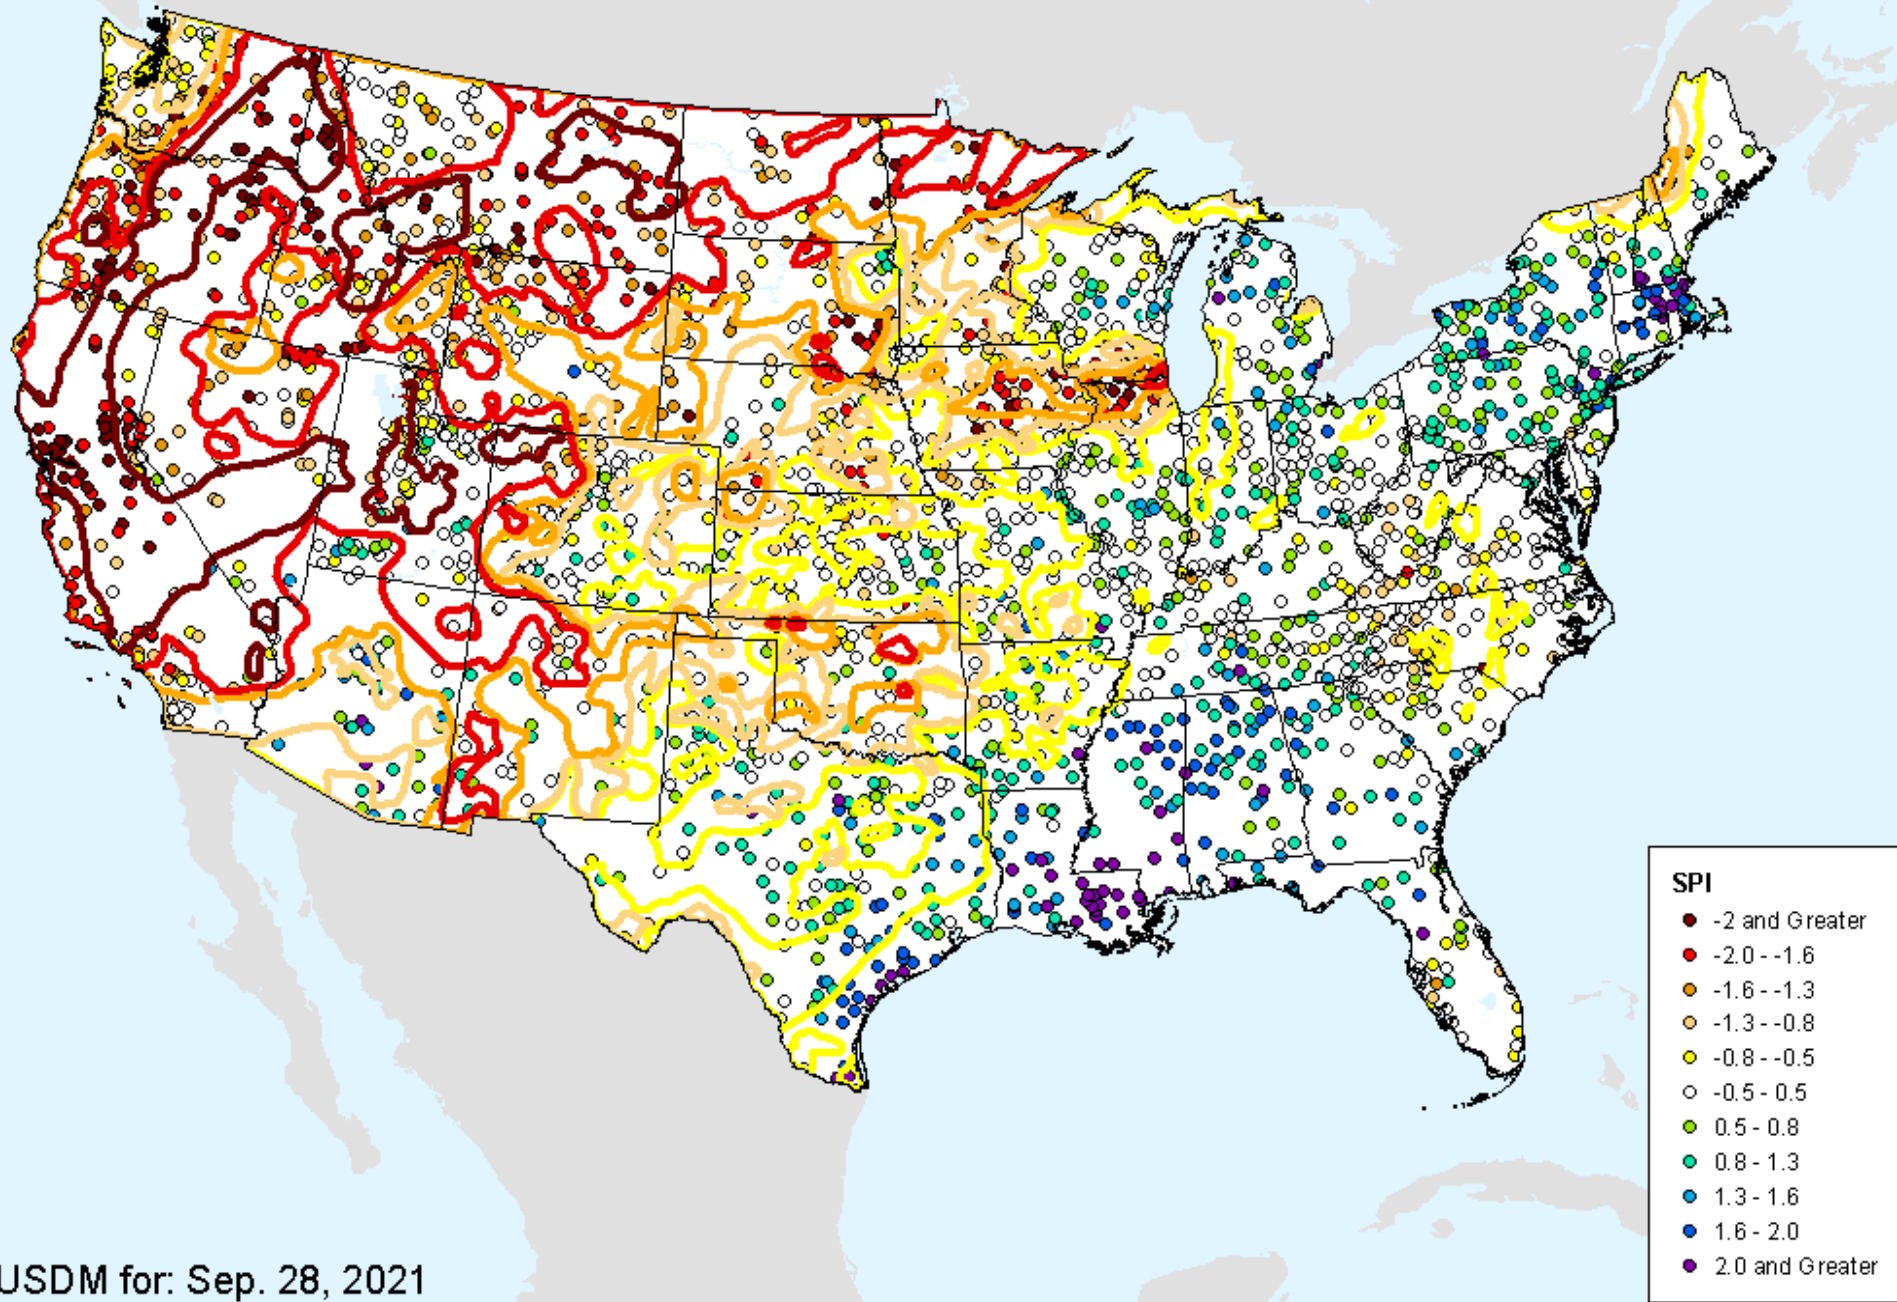 SPI
-2 and Greater
-2.0 - -1.6
-1.6 - -1.3
-1.3 - -0.8
-0.8 - -0.5
-0.5 - 0.5
0.5 - 0.8
0.8 - 1.3
1.3 - 1.6
1.6 - 2.0
2.0 and Greater
USDM for: Sep. 28, 2021